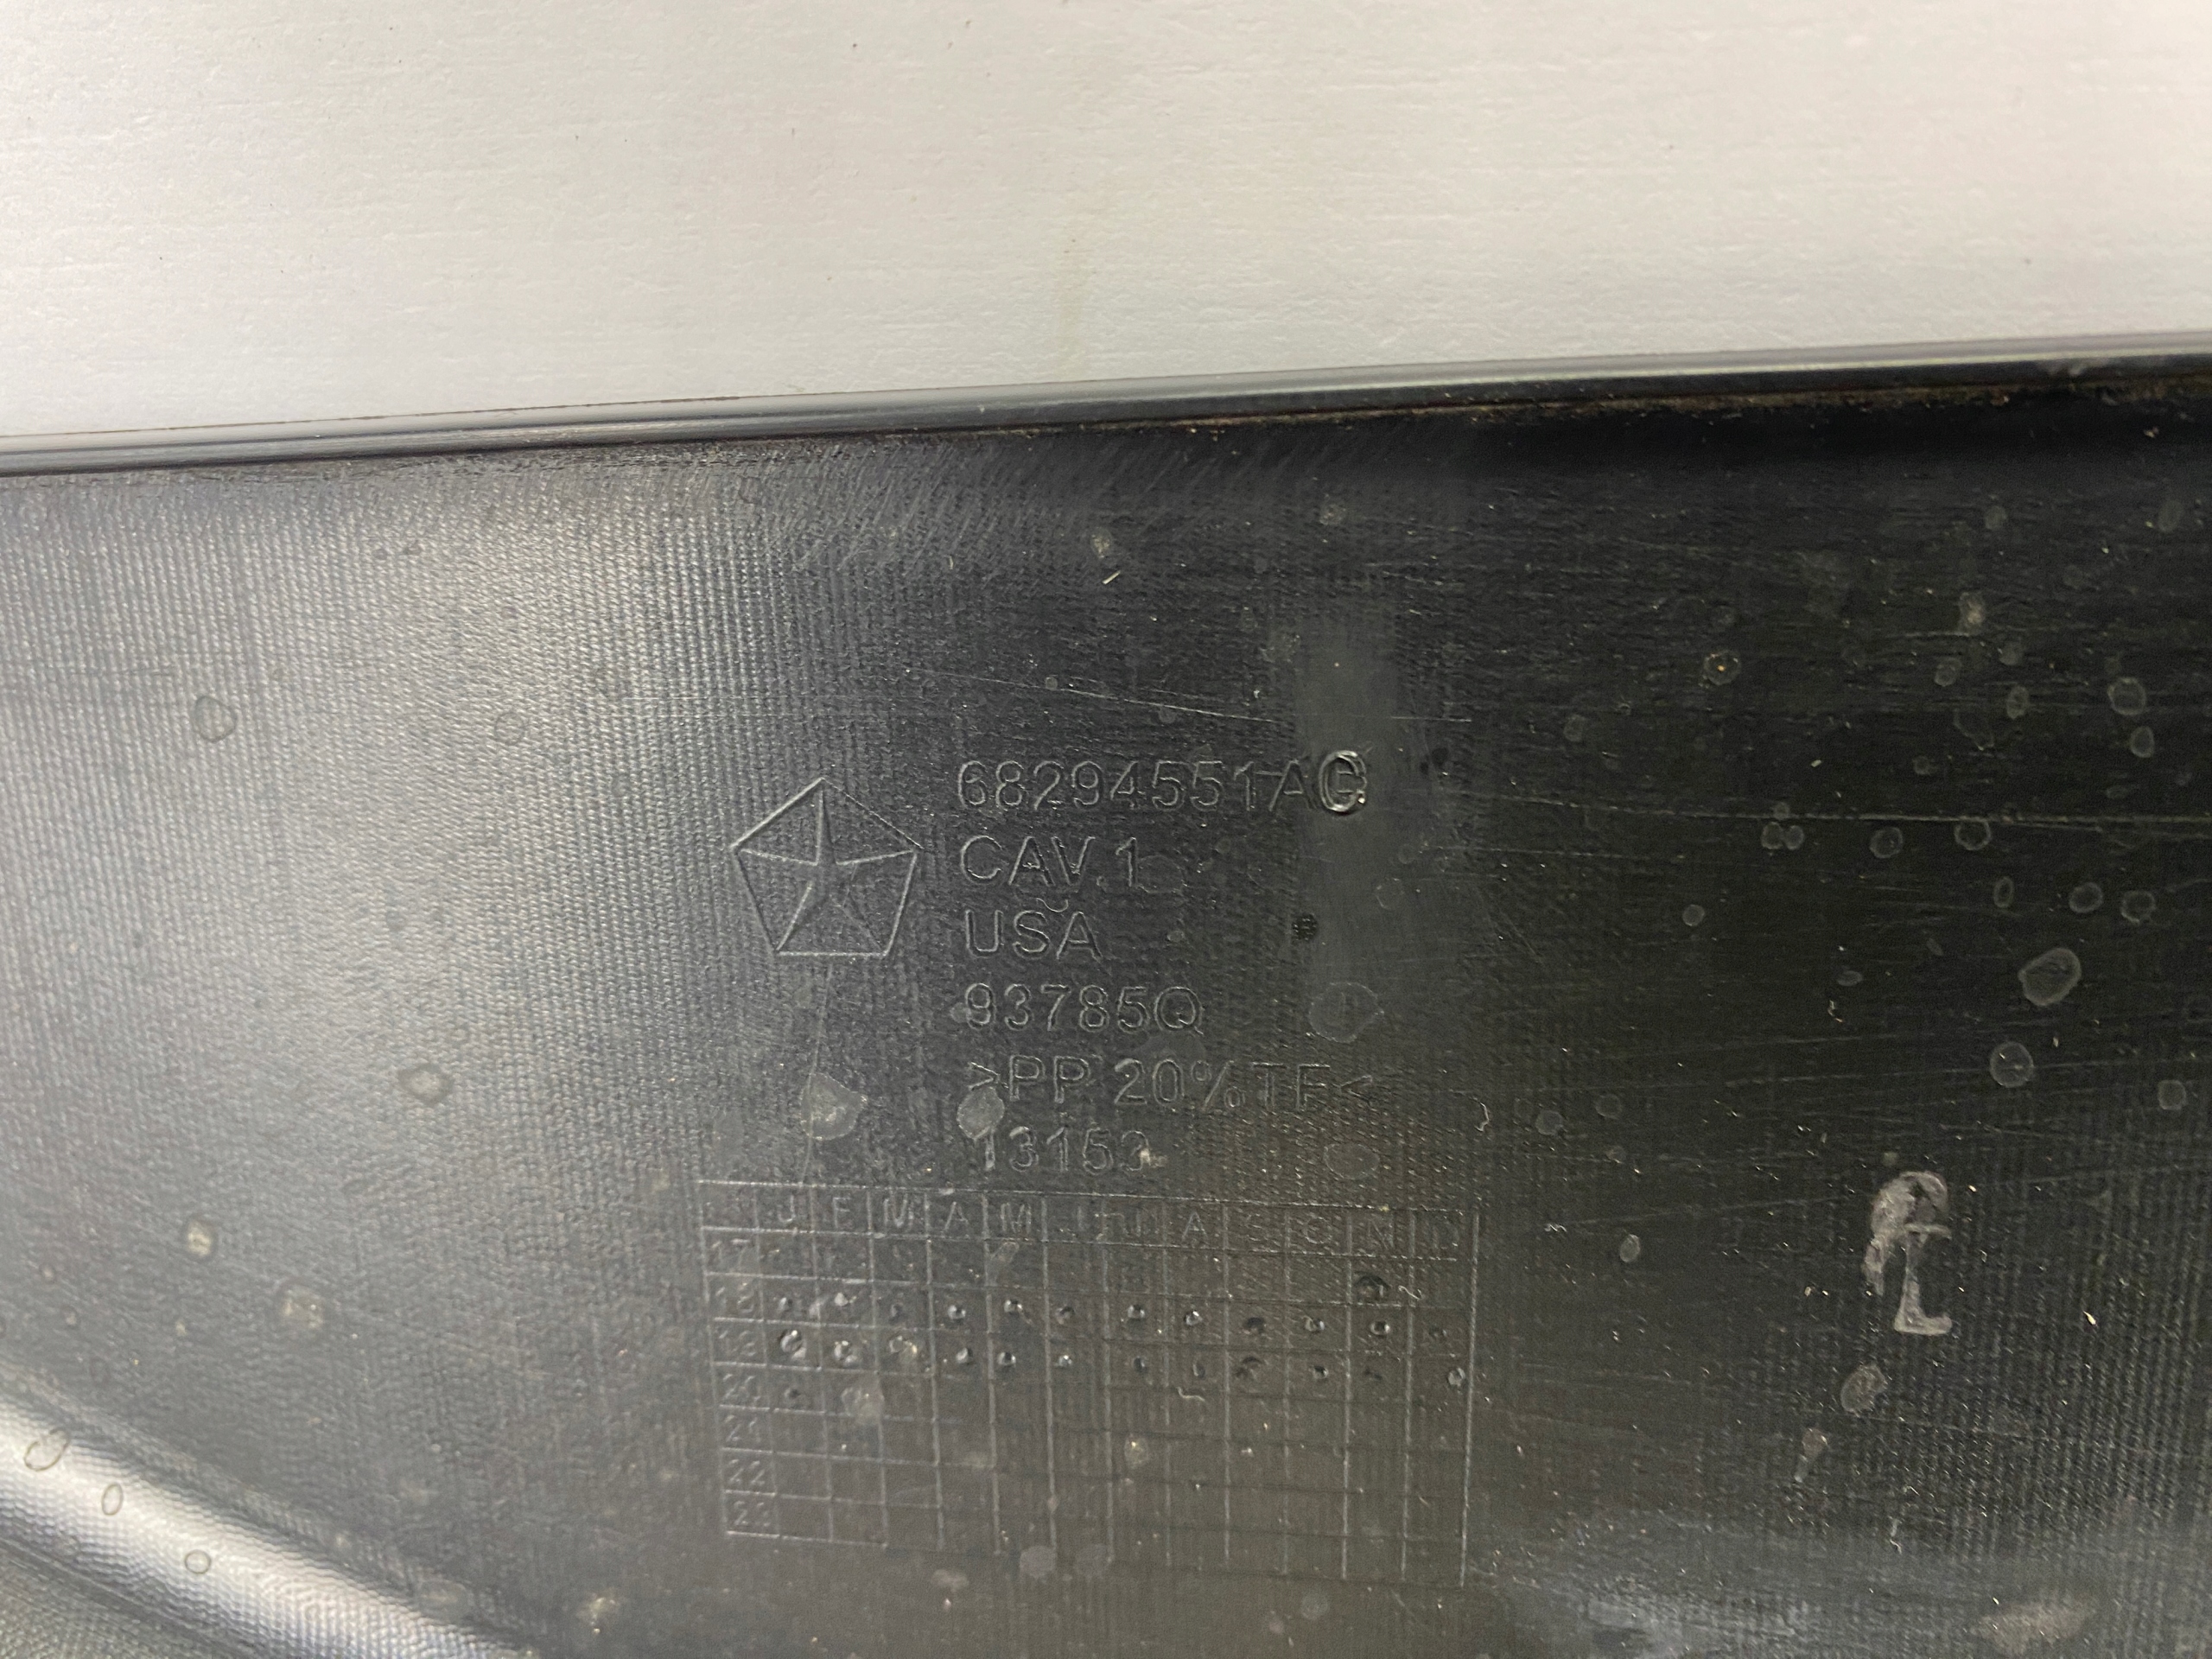 68294551AC
CAV.1
USA
93785Q
>PP 20%TF<
13153
J F M A M J J A S O N D
17
18
19
20
21
22
23